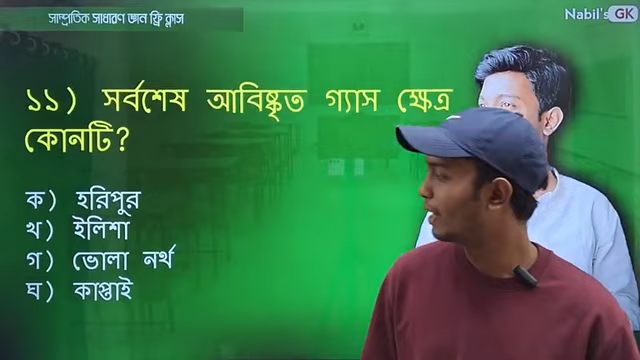 সাম্প্রতিক সাধারণ জ্ঞান ফ্রি ক্লাস
Nabil's GK
১১) সর্বশেষ আবিষ্কৃত গ্যাস ক্ষেত্র
কোনটি?
ক) হরিপুর
খ) ইলিশা
গ) ভোলা নর্থ
ঘ) কাপ্তাই